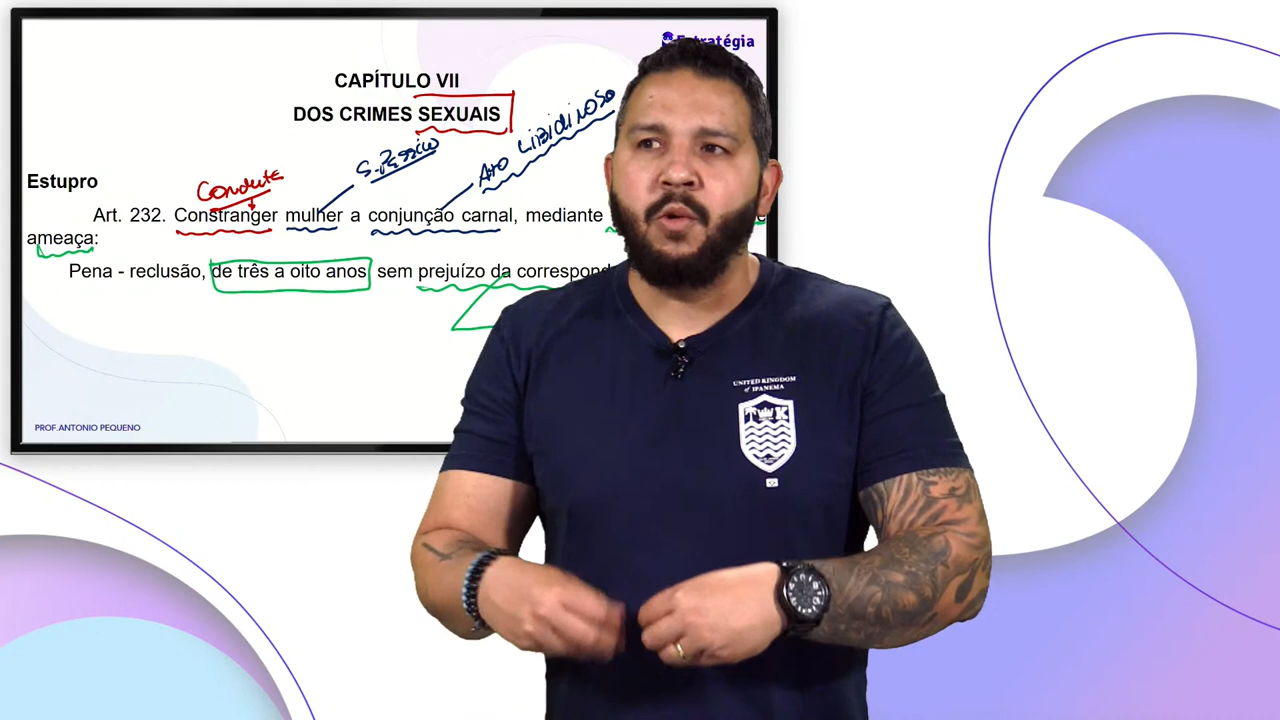 Estratégia
CAPÍTULO VII
DOS CRIMES SEXUAIS
Ato Libidinoso
S. Passivo
Estupro
Conduta
Art. 232. Constranger mulher a conjunção carnal, mediante
ameaça:
Pena - reclusão, de três a oito anos, sem prejuízo da correspond
PROF. ANTONIO PEQUENO
UNITED KINGDOM
of IPANEMA
K